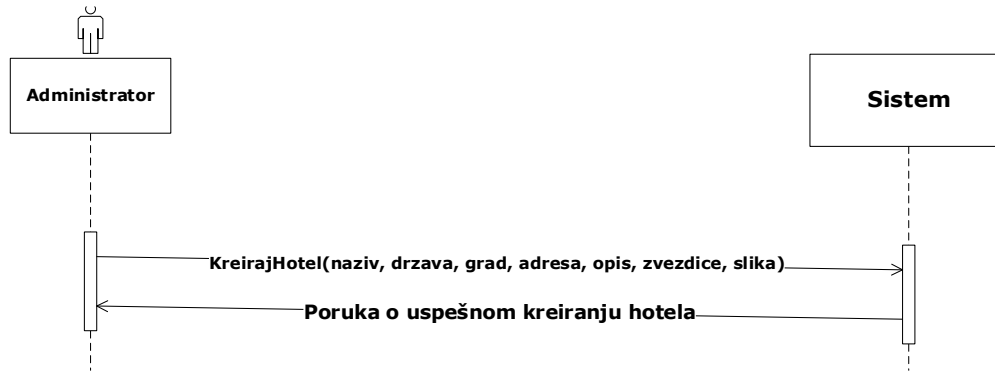 Administrator
Sistem
KreirajHotel(naziv, drzava, grad, adresa, opis, zvezdice, slika)
Poruka o uspešnom kreiranju hotela